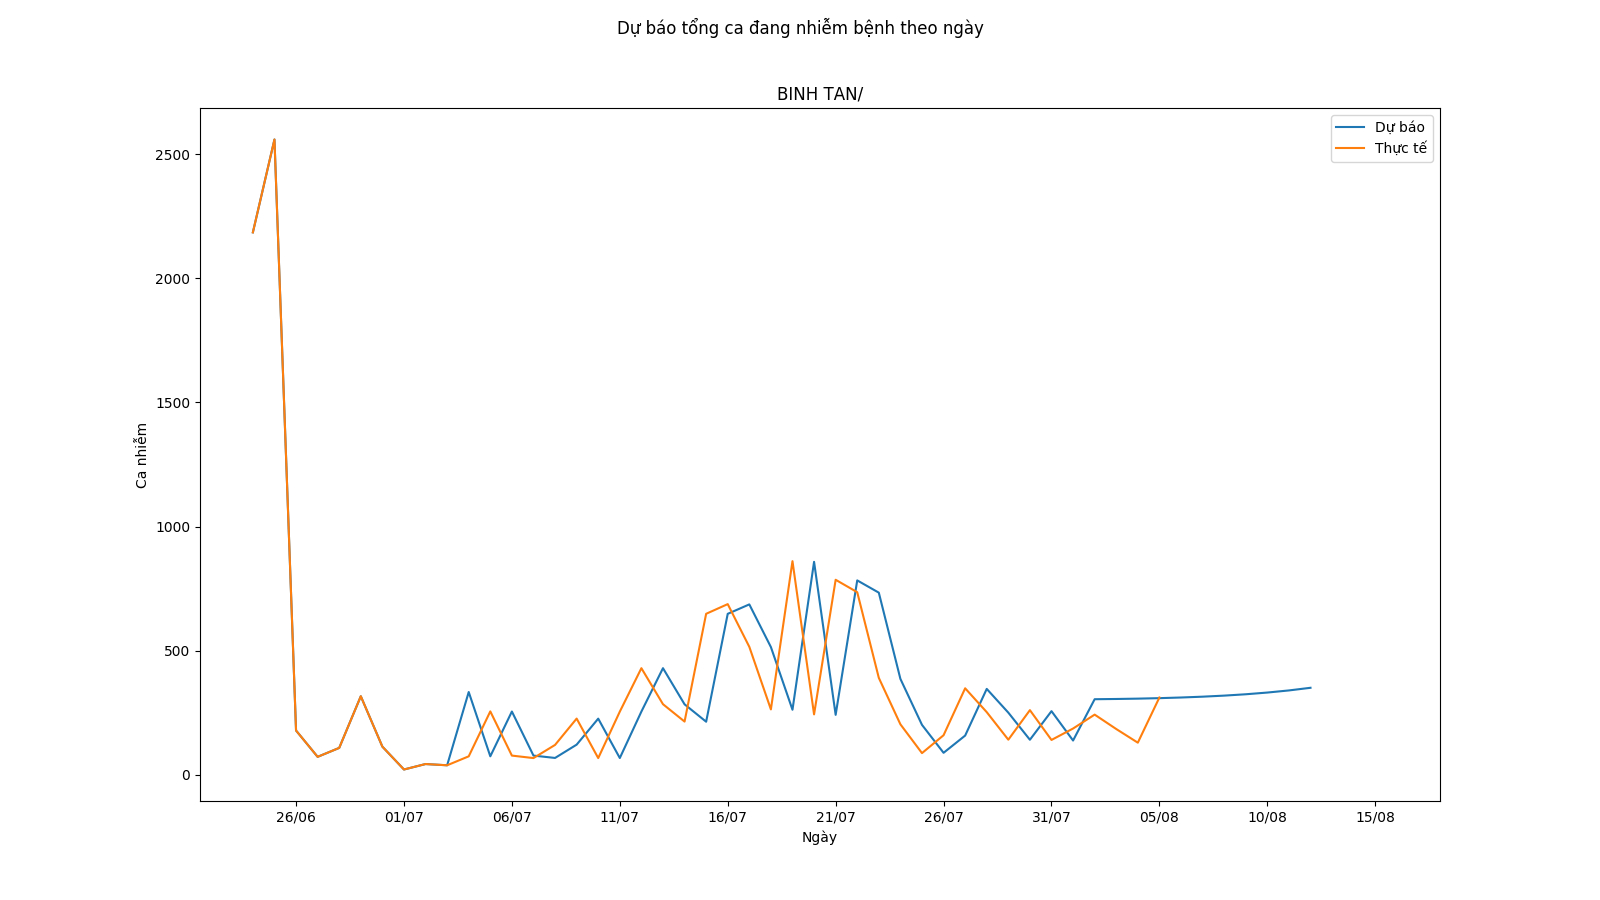 Dự báo tổng ca đang nhiễm bệnh theo ngày
BINH TAN/
Dự báo
Thực tế
2500
2000
1500
1000
500
0
Ca nhiễm
26/06 01/07 06/07 11/07 16/07 21/07 26/07 31/07 05/08 10/08 15/08
Ngày